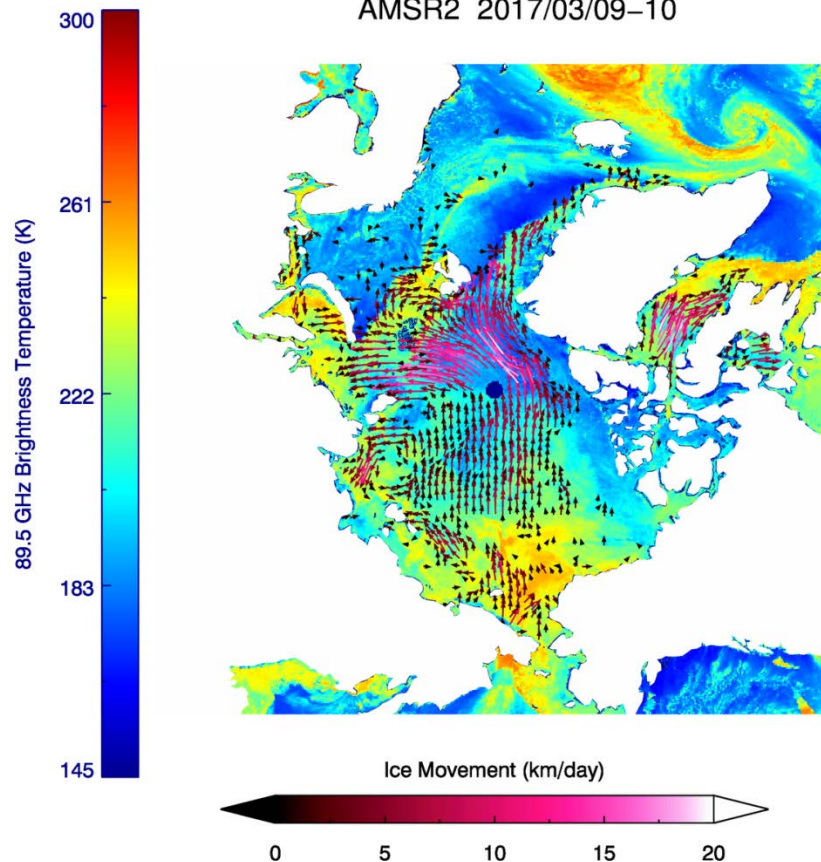 AMSR2 2017/03/09–10
300
261
222
183
145
89.5 GHz Brightness Temperature (K)
Ice Movement (km/day)
0 5 10 15 20